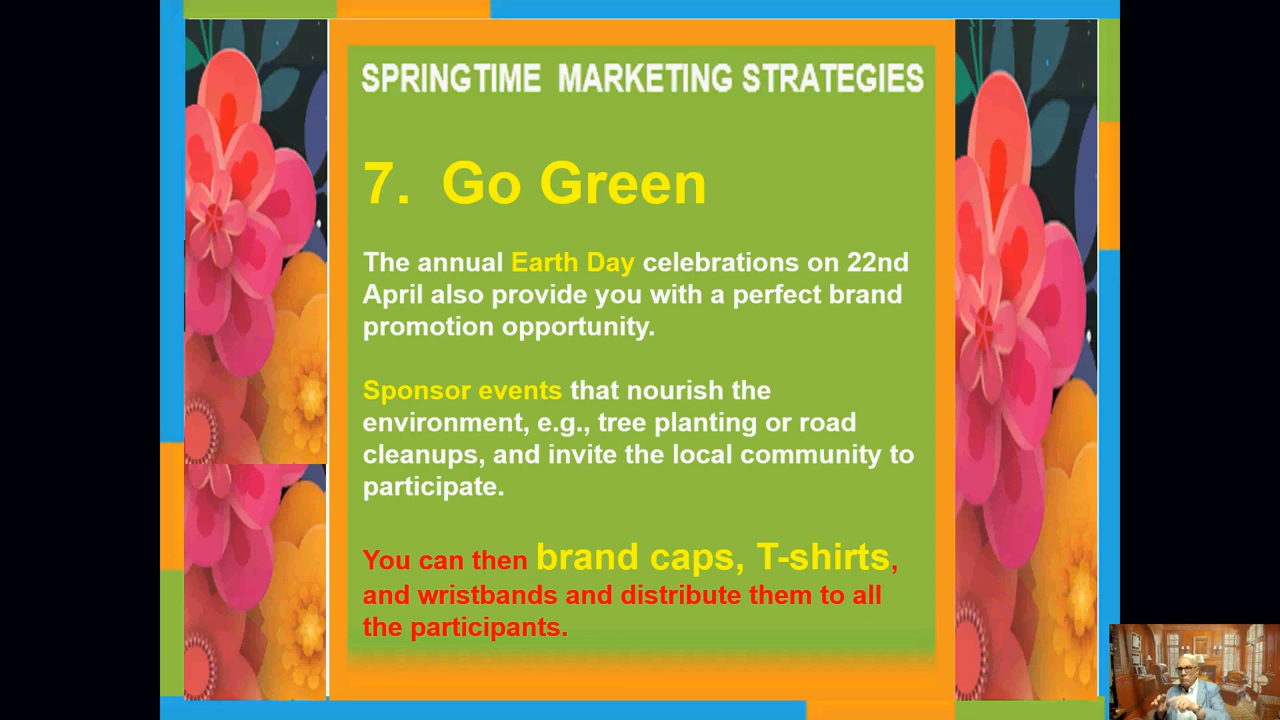 SPRINGTIME MARKETING STRATEGIES
7. Go Green
The annual Earth Day celebrations on 22nd
April also provide you with a perfect brand
promotion opportunity.
Sponsor events that nourish the
environment, e.g., tree planting or road
cleanups, and invite the local community to
participate.
You can then brand caps, T-shirts,
and wristbands and distribute them to all
the participants.